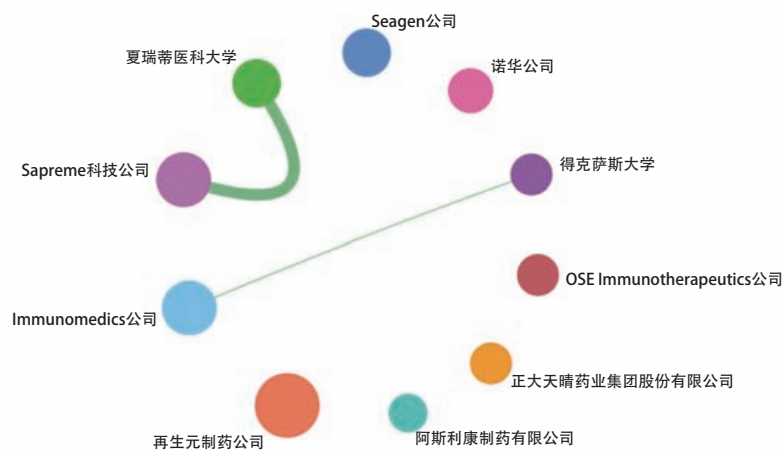 Seagen公司
夏瑞蒂医科大学
诺华公司
Sapreme科技公司
得克萨斯大学
OSE Immunotherapeutics公司
Immunomedics公司
正大天晴药业集团股份有限公司
再生元制药公司
阿斯利康制药有限公司